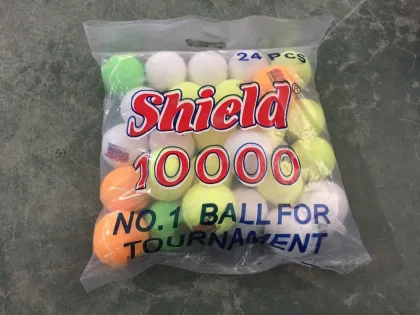 24 PCS
Shield®
10000
NO.1 BALL FOR
TOURNAMENT